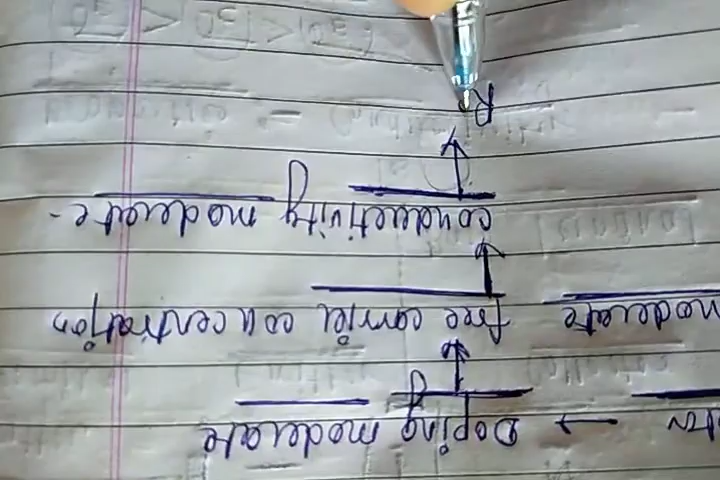 → Doping moderate
moderate free carrier concentration
conductivity moderate -
R